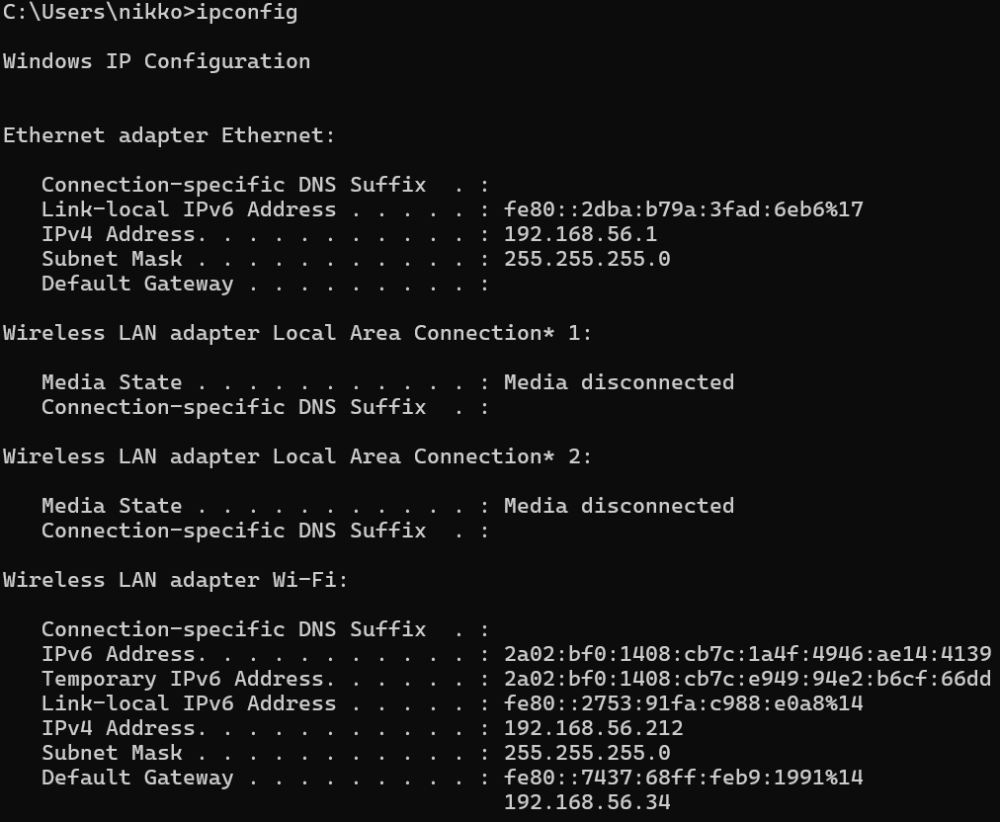 C:\Users\nikko>ipconfig
Windows IP Configuration
Ethernet adapter Ethernet:
   Connection-specific DNS Suffix  . :
   Link-local IPv6 Address . . . . . : fe80::2dba:b79a:3fad:6eb6%17
   IPv4 Address. . . . . . . . . . . : 192.168.56.1
   Subnet Mask . . . . . . . . . . . : 255.255.255.0
   Default Gateway . . . . . . . . . :
Wireless LAN adapter Local Area Connection* 1:
   Media State . . . . . . . . . . . : Media disconnected
   Connection-specific DNS Suffix  . :
Wireless LAN adapter Local Area Connection* 2:
   Media State . . . . . . . . . . . : Media disconnected
   Connection-specific DNS Suffix  . :
Wireless LAN adapter Wi-Fi:
   Connection-specific DNS Suffix  . :
   IPv6 Address. . . . . . . . . . . : 2a02:bf0:1408:cb7c:1a4f:4946:ae14:4139
   Temporary IPv6 Address. . . . . . : 2a02:bf0:1408:cb7c:e949:94e2:b6cf:66dd
   Link-local IPv6 Address . . . . . : fe80::2753:91fa:c988:e0a8%14
   IPv4 Address. . . . . . . . . . . : 192.168.56.212
   Subnet Mask . . . . . . . . . . . : 255.255.255.0
   Default Gateway . . . . . . . . . : fe80::7437:68ff:feb9:1991%14
                                       192.168.56.34